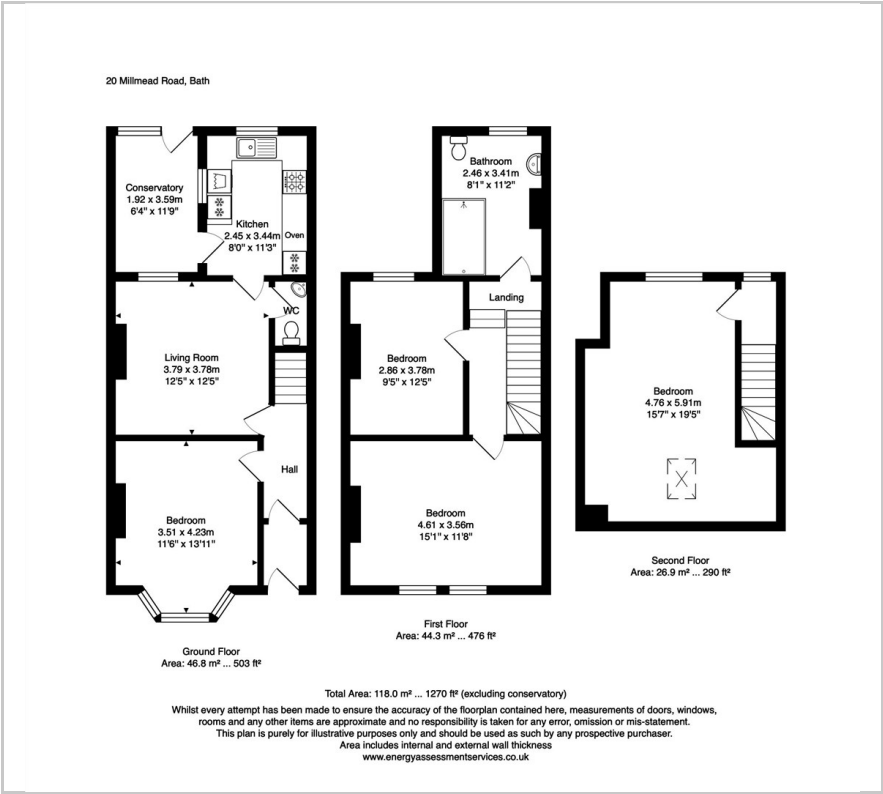 20 Millmead Road, Bath
Conservatory
1.92 x 3.59m
6'4" x 11'9"
Kitchen
2.45 x 3.44m
8'0" x 11'3"
Oven
WC
Living Room
3.79 x 3.78m
12'5" x 12'5"
Hall
Bedroom
3.51 x 4.23m
11'6" x 13'11"
Ground Floor
Area: 46.8 m² ... 503 ft²
Bathroom
2.46 x 3.41m
8'1" x 11'2"
Landing
Bedroom
2.86 x 3.78m
9'5" x 12'5"
Bedroom
4.61 x 3.56m
15'1" x 11'8"
First Floor
Area: 44.3 m² ... 476 ft²
Bedroom
4.76 x 5.91m
15'7" x 19'5"
Second Floor
Area: 26.9 m² ... 290 ft²
Total Area: 118.0 m² ... 1270 ft² (excluding conservatory)
Whilst every attempt has been made to ensure the accuracy of the floorplan contained here, measurements of doors, windows,
rooms and any other items are approximate and no responsibility is taken for any error, omission or mis-statement.
This plan is purely for illustrative purposes only and should be used as such by any prospective purchaser.
Area includes internal and external wall thickness
www.energyassessmentservices.co.uk